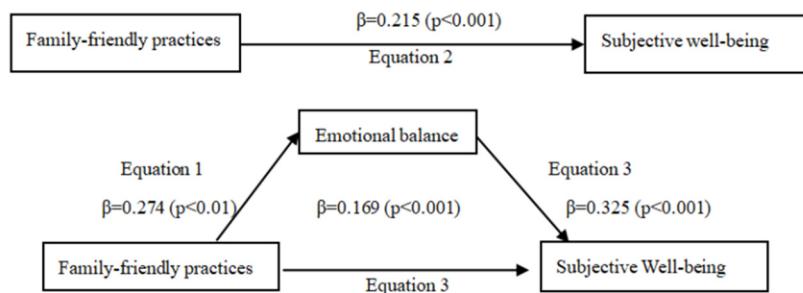 β=0.215 (p<0.001)
Family-friendly practices
Subjective well-being
Equation 2
Emotional balance
Equation 1
Equation 3
β=0.274 (p<0.01)
β=0.169 (p<0.001)
β=0.325 (p<0.001)
Family-friendly practices
Subjective Well-being
Equation 3